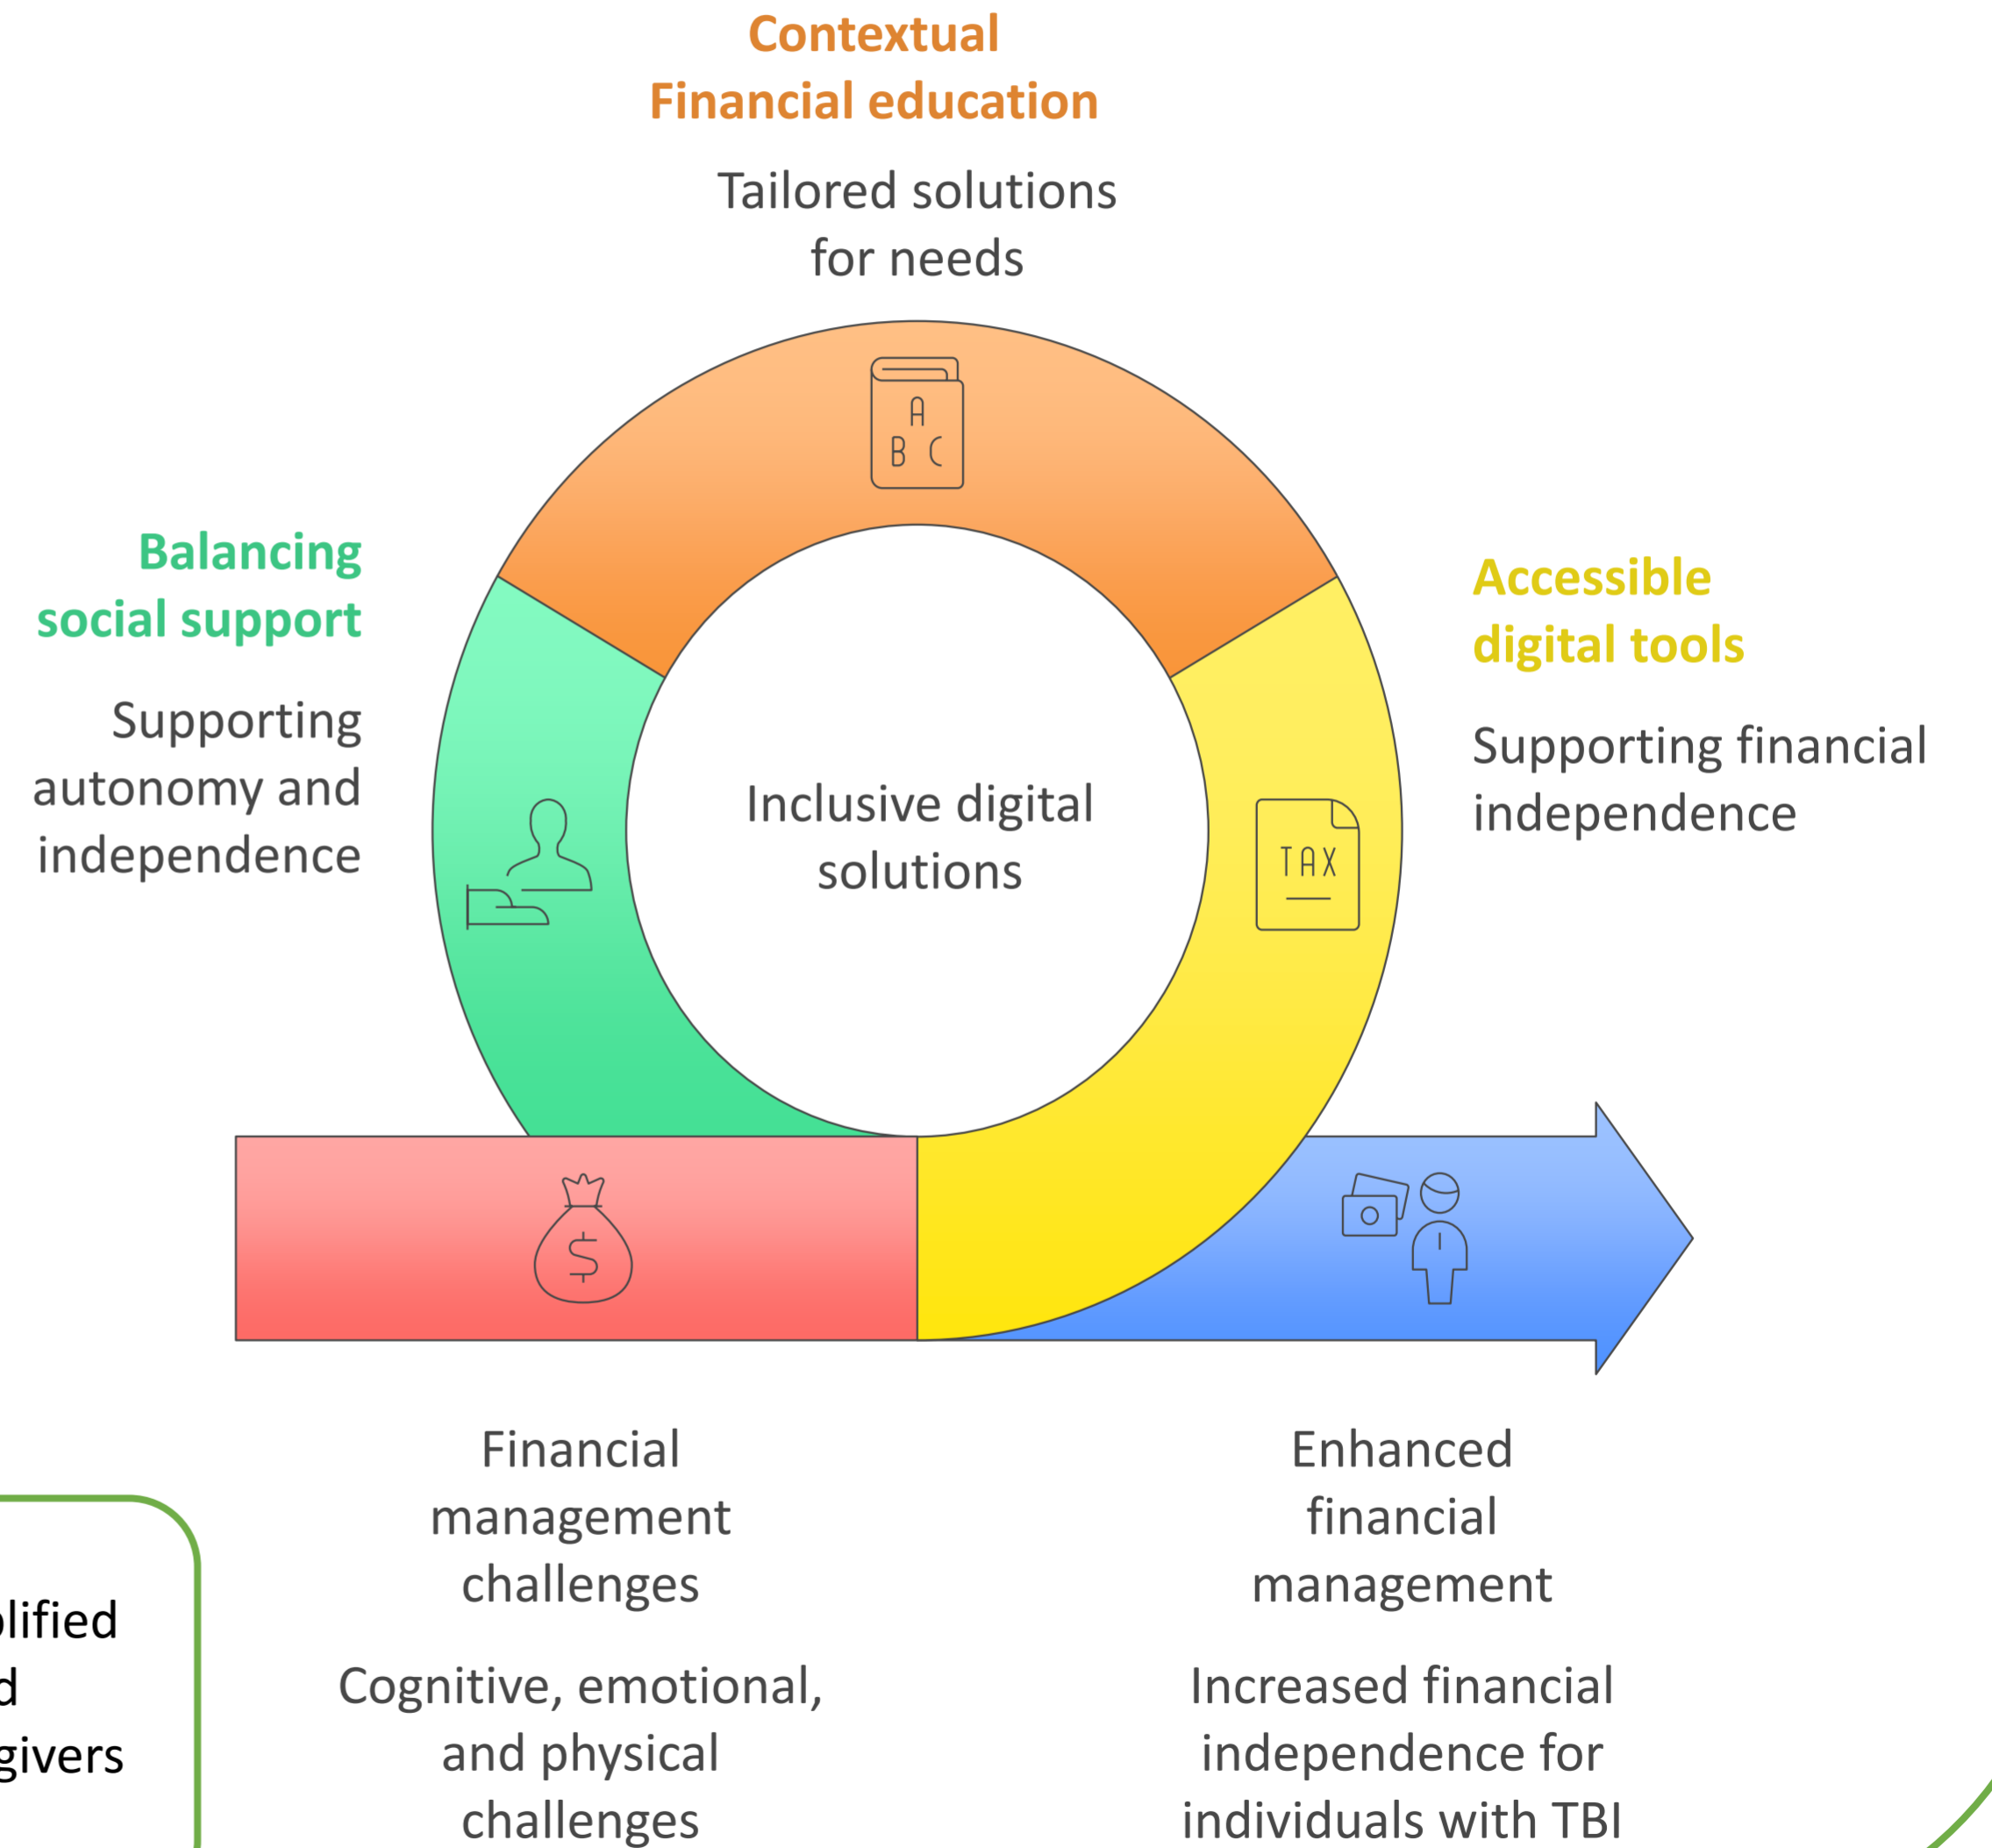 Contextual
Financial education
Tailored solutions
for needs
A
B C
Balancing
social support
Supporting
autonomy and
independence
Accessible
digital tools
Supporting financial
independence
Inclusive digital
solutions
TAX
$
Financial
management
challenges
Cognitive, emotional,
and physical
challenges
Enhanced
financial
management
Increased financial
independence for
individuals with TBI